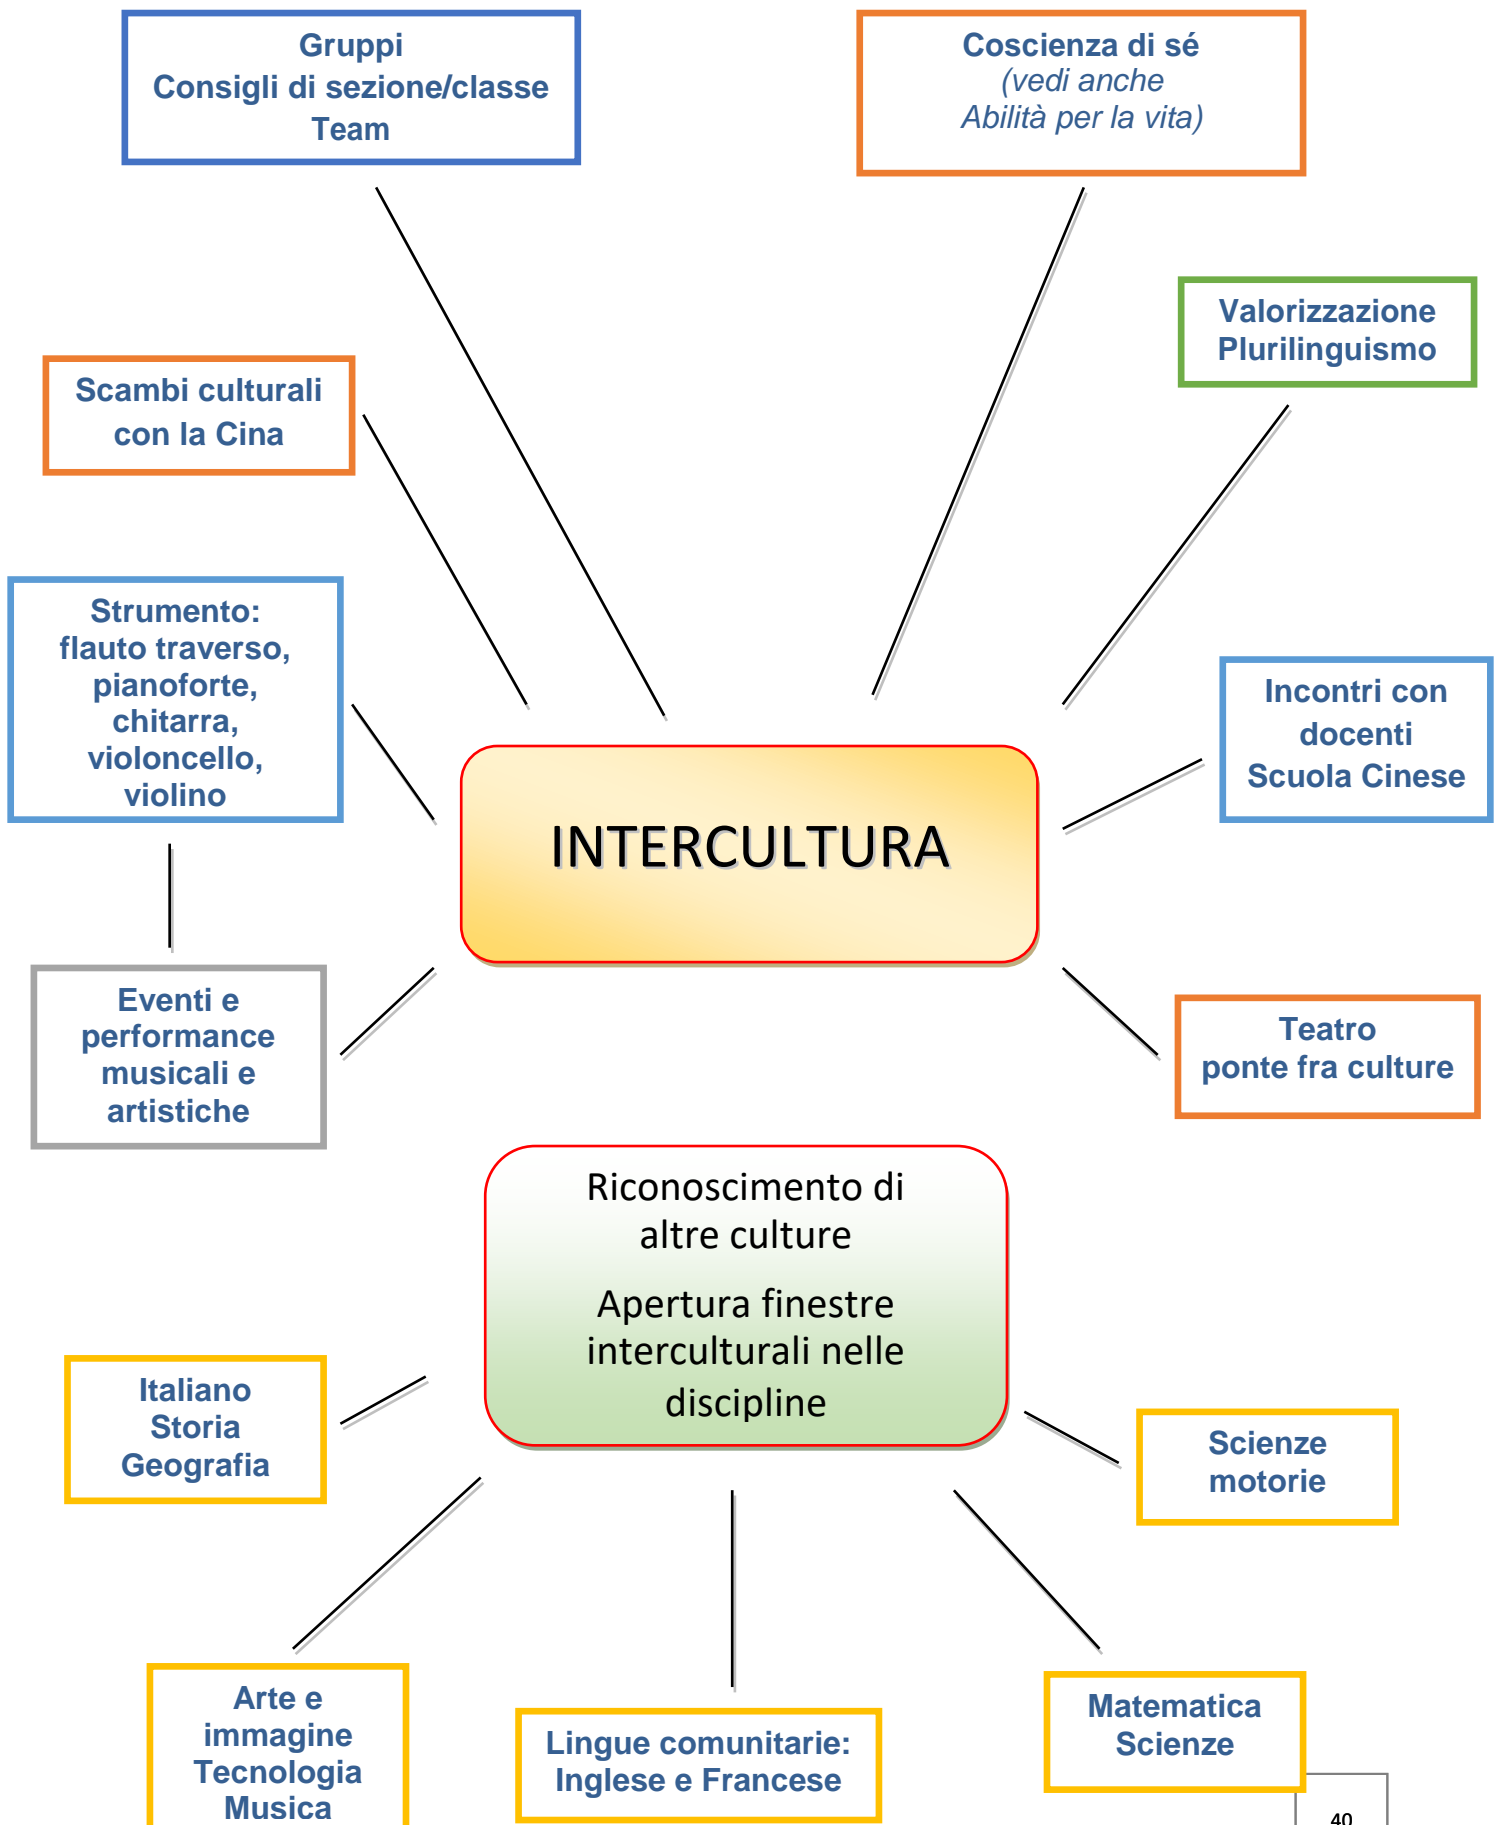 Gruppi
Consigli di sezione/classe
Team
Coscienza di sé
(vedi anche
Abilità per la vita)
Valorizzazione
Plurilinguismo
Scambi culturali
con la Cina
Strumento:
flauto traverso,
pianoforte,
chitarra,
violoncello,
violino
Incontri con
docenti
Scuola Cinese
INTERCULTURA
Eventi e
performance
musicali e
artistiche
Teatro
ponte fra culture
Riconoscimento di
altre culture
Apertura finestre
interculturali nelle
discipline
Italiano
Storia
Geografia
Scienze
motorie
Arte e
immagine
Tecnologia
Musica
Lingue comunitarie:
Inglese e Francese
Matematica
Scienze
40